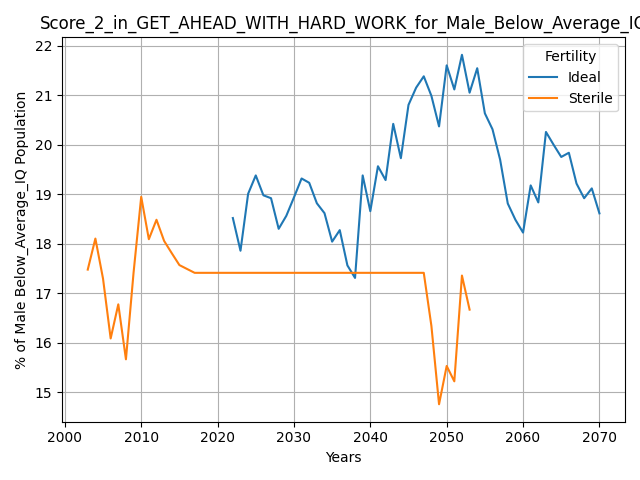 Score_2_in_GET_AHEAD_WITH_HARD_WORK_for_Male_Below_Average_IQ
Fertility
Ideal
Sterile
% of Male Below_Average_IQ Population
22
21
20
19
18
17
16
15
2000
2010
2020
2030
2040
2050
2060
2070
Years